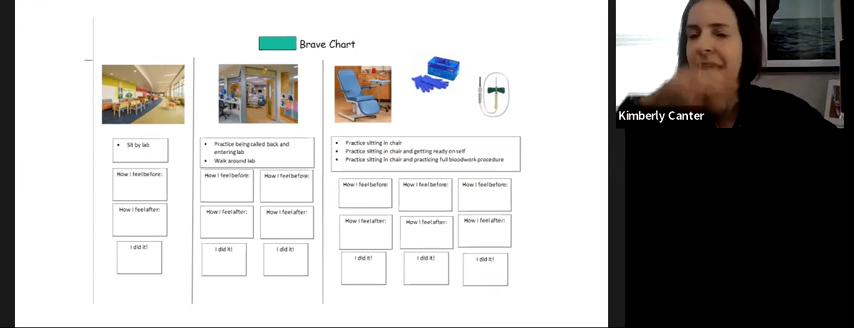 Brave Chart
Kimberly Canter
• Sit by lab
• Practice being called back and
entering lab
• Walk around lab
• Practice sitting in chair
• Practice sitting in chair and getting ready on self
• Practice sitting in chair and practicing full bloodwork procedure
How I feel before:
How I feel before:
How I feel before:
How I feel before:
How I feel before:
How I feel before:
How I feel after:
How I feel after:
How I feel after:
How I feel after:
How I feel after:
How I feel after:
I did it!
I did it!
I did it!
I did it!
I did it!
I did it!